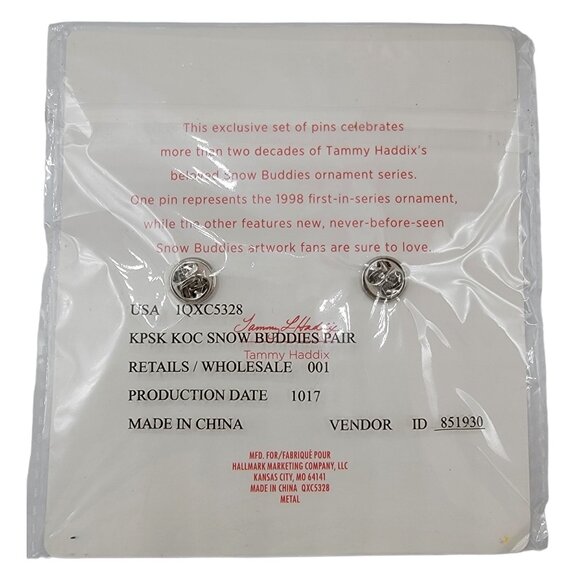 This exclusive set of pins celebrates
more than two decades of Tammy Haddix's
beloved Snow Buddies ornament series.
One pin represents the 1998 first-in-series ornament,
while the other features new, never-before-seen
Snow Buddies artwork fans are sure to love.
USA 1QXC5328
Tammy L Haddix
KPSK KOC SNOW BUDDIES PAIR
Tammy Haddix
RETAILS / WHOLESALE 001
PRODUCTION DATE 1017
MADE IN CHINA VENDOR ID 851930
MFD. FOR/FABRIQUÉ POUR
HALLMARK MARKETING COMPANY, LLC
KANSAS CITY, MO 64141
MADE IN CHINA QXC5328
METAL